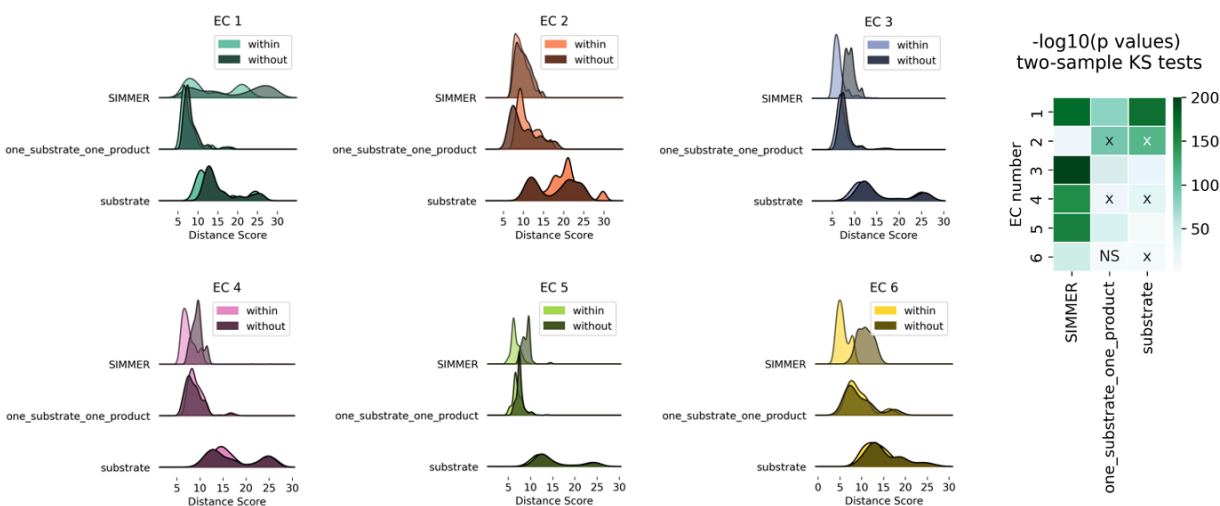 EC 1
within
without
SIMMER
one_substrate_one_product
substrate
5 10 15 20 25 30
Distance Score
EC 2
within
without
SIMMER
one_substrate_one_product
substrate
5 10 15 20 25 30
Distance Score
EC 3
within
without
SIMMER
one_substrate_one_product
substrate
5 10 15 20 25 30
Distance Score
-log10(p values)
two-sample KS tests
EC number
1
2 x x
3
4 x x
5
6 NS x
SIMMER
one_substrate_one_product
substrate
200
150
100
50
EC 4
within
without
SIMMER
one_substrate_one_product
substrate
5 10 15 20 25 30
Distance Score
EC 5
within
without
SIMMER
one_substrate_one_product
substrate
5 10 15 20 25 30
Distance Score
EC 6
within
without
SIMMER
one_substrate_one_product
substrate
0 5 10 15 20 25 30
Distance Score